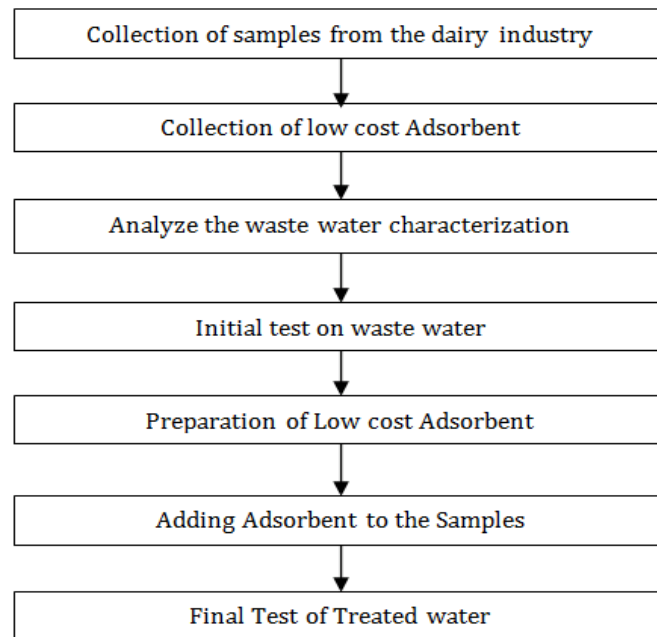 Collection of samples from the dairy industry
Collection of low cost Adsorbent
Analyze the waste water characterization
Initial test on waste water
Preparation of Low cost Adsorbent
Adding Adsorbent to the Samples
Final Test of Treated water